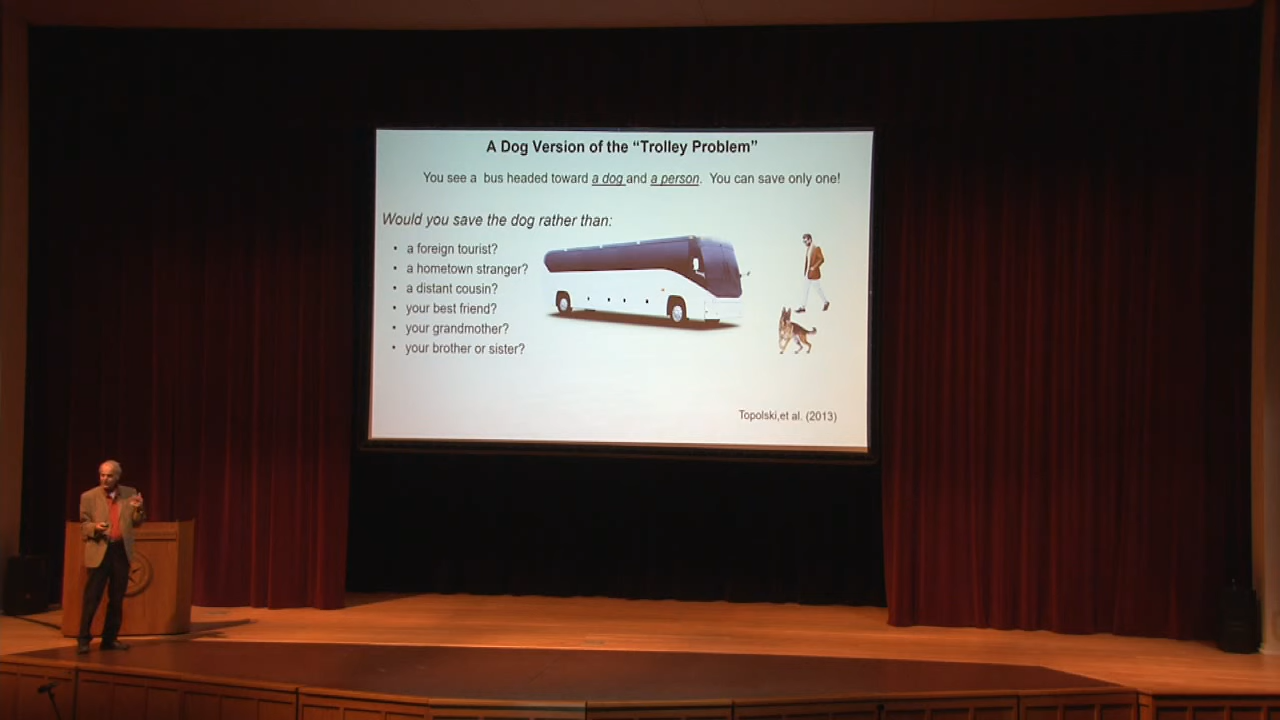 A Dog Version of the “Trolley Problem”
You see a bus headed toward a dog and a person. You can save only one!
Would you save the dog rather than:
• a foreign tourist?
• a hometown stranger?
• a distant cousin?
• your best friend?
• your grandmother?
• your brother or sister?
Topolski,et al. (2013)